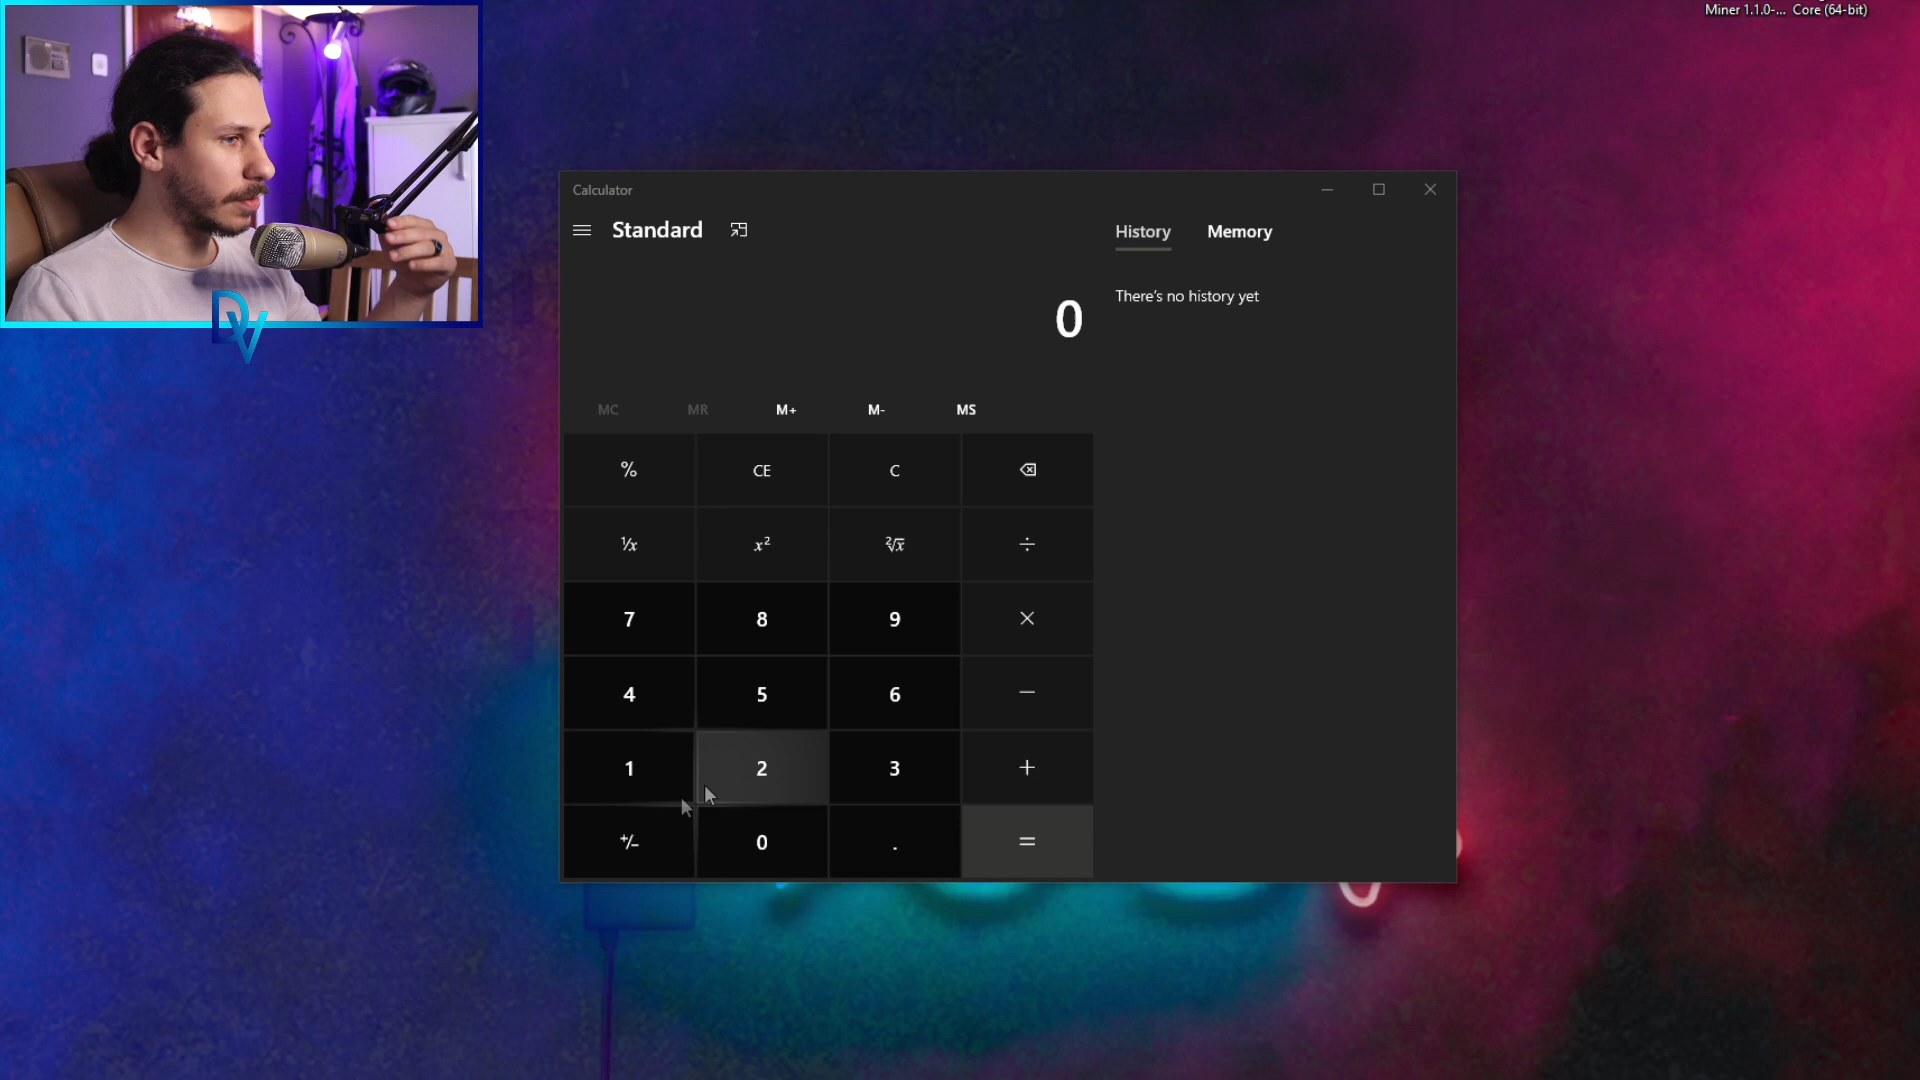 Miner 1.1.0-... Core (64-bit)
DV
Calculator
Standard
History Memory
There's no history yet
0
MC MR M+ M- MS
% CE C
⅟x x² ²√x ÷
7 8 9 ×
4 5 6 −
1 2 3 +
+/− 0 . =